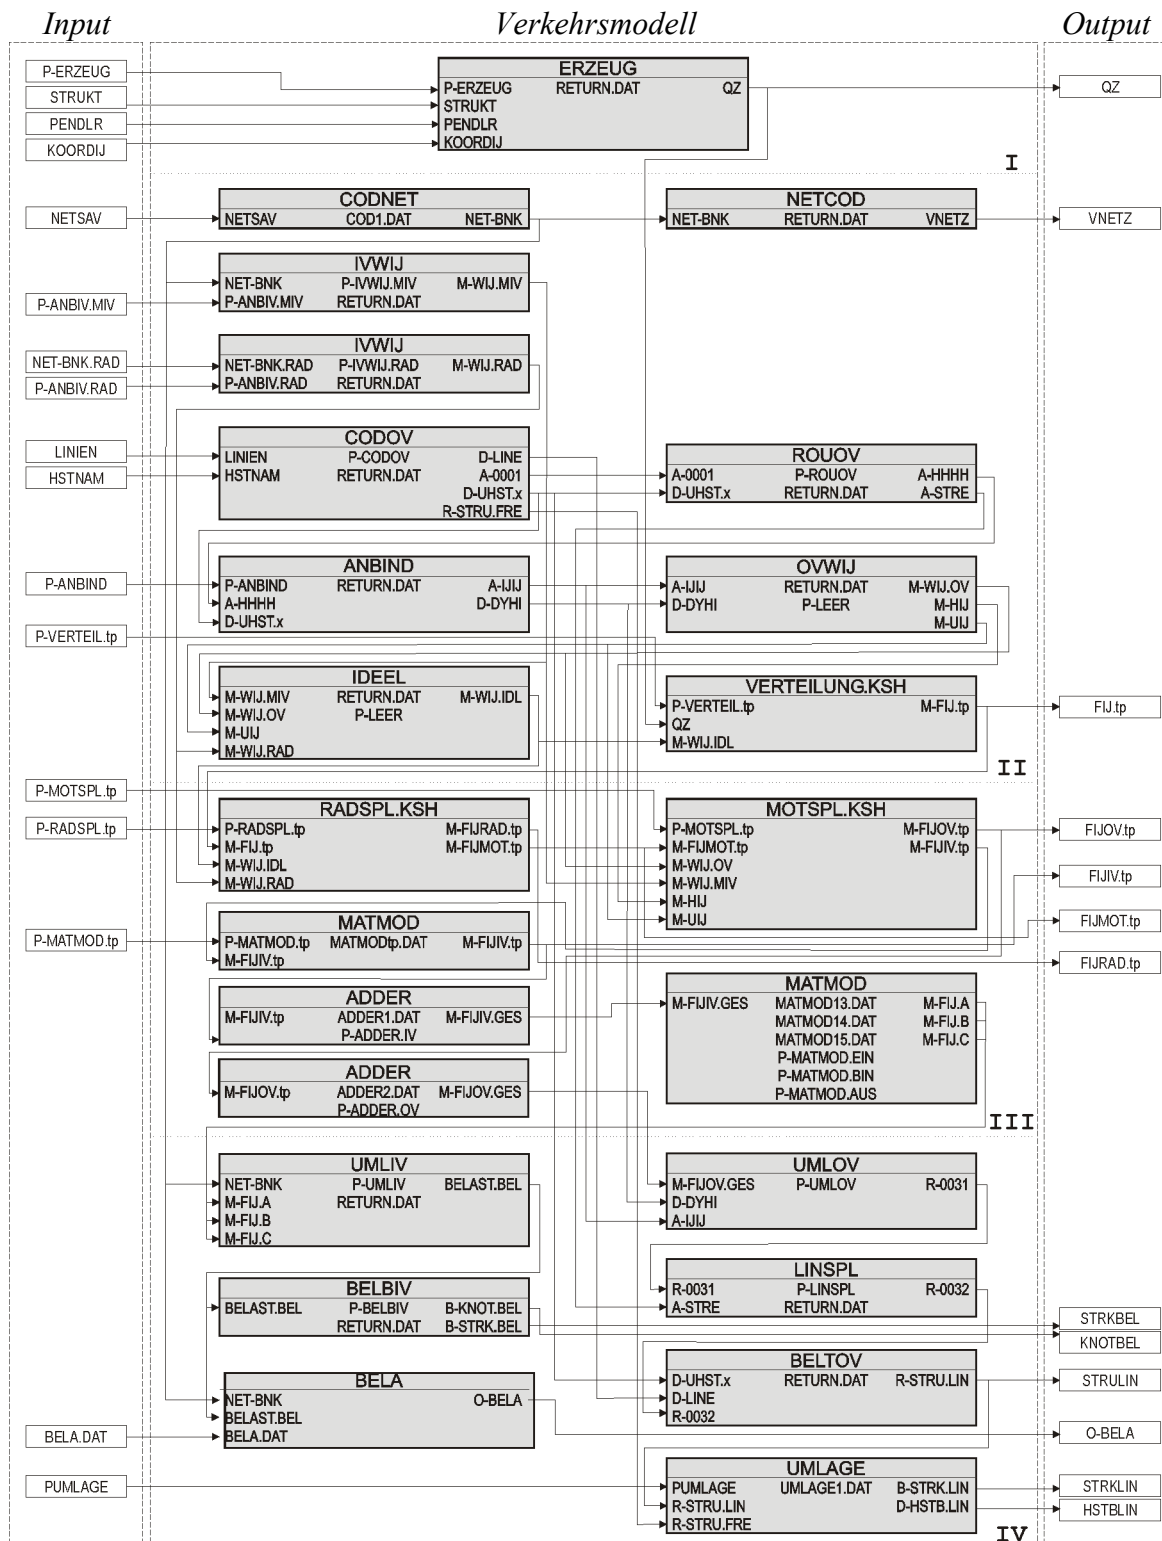 Input Verkehrsmodell Output
P-ERZEUG
STRUKT
PENDLR
KOORDIJ
ERZEUG
P-ERZEUG RETURN.DAT QZ
STRUKT
PENDLR
KOORDIJ
QZ
I
NETSAV
CODNET
NETSAV COD1.DAT NET-BNK
NETCOD
NET-BNK RETURN.DAT VNETZ
VNETZ
IVWIJ
NET-BNK P-IVWIJ.MIV M-WIJ.MIV
P-ANBIV.MIV RETURN.DAT
P-ANBIV.MIV
IVWIJ
NET-BNK.RAD P-IVWIJ.RAD M-WIJ.RAD
P-ANBIV.RAD RETURN.DAT
NET-BNK.RAD
P-ANBIV.RAD
LINIEN
HSTNAM
CODOV
LINIEN P-CODOV D-LINE
HSTNAM RETURN.DAT A-0001
D-UHST.x
R-STRU.FRE
ROUOV
A-0001 P-ROUOV A-HHHH
D-UHST.x RETURN.DAT A-STRE
P-ANBIND
ANBIND
P-ANBIND RETURN.DAT A-IJIJ
A-HHHH D-DYHI
D-UHST.x
OVWIJ
A-IJIJ RETURN.DAT M-WIJ.OV
D-DYHI P-LEER M-HIJ
M-UIJ
P-VERTEIL.tp
IDEEL
M-WIJ.MIV RETURN.DAT M-WIJ.IDL
M-WIJ.OV P-LEER
M-UIJ
M-WIJ.RAD
VERTEILUNG.KSH
P-VERTEIL.tp M-FIJ.tp
QZ
M-WIJ.IDL
FIJ.tp
II
P-MOTSPL.tp
P-RADSPL.tp
RADSPL.KSH
P-RADSPL.tp M-FIJRAD.tp
M-FIJ.tp M-FIJMOT.tp
M-WIJ.IDL
M-WIJ.RAD
MOTSPL.KSH
P-MOTSPL.tp M-FIJOV.tp
M-FIJMOT.tp M-FIJIV.tp
M-WIJ.OV
M-WIJ.MIV
M-HIJ
M-UIJ
FIJOV.tp
FIJIV.tp
FIJMOT.tp
FIJRAD.tp
P-MATMOD.tp
MATMOD
P-MATMOD.tp MATMODtp.DAT M-FIJIV.tp
M-FIJIV.tp
ADDER
M-FIJIV.tp ADDER1.DAT M-FIJIV.GES
P-ADDER.IV
MATMOD
M-FIJIV.GES MATMOD13.DAT M-FIJ.A
MATMOD14.DAT M-FIJ.B
MATMOD15.DAT M-FIJ.C
P-MATMOD.EIN
P-MATMOD.BIN
P-MATMOD.AUS
ADDER
M-FIJOV.tp ADDER2.DAT M-FIJOV.GES
P-ADDER.OV
III
UMLIV
NET-BNK P-UMLIV BELAST.BEL
M-FIJ.A RETURN.DAT
M-FIJ.B
M-FIJ.C
UMLOV
M-FIJOV.GES P-UMLOV R-0031
D-DYHI
A-IJIJ
BELBIV
BELAST.BEL P-BELBIV B-KNOT.BEL
RETURN.DAT B-STRK.BEL
LINSPL
R-0031 P-LINSPL R-0032
A-STRE RETURN.DAT
STRKBEL
KNOTBEL
BELA
NET-BNK O-BELA
BELAST.BEL
BELA.DAT
BELTOV
D-UHST.x RETURN.DAT R-STRU.LIN
D-LINE
R-0032
STRULIN
BELA.DAT
O-BELA
PUMLAGE
UMLAGE
PUMLAGE UMLAGE1.DAT B-STRK.LIN
R-STRU.LIN D-HSTB.LIN
R-STRU.FRE
STRKLIN
HSTBLIN
IV